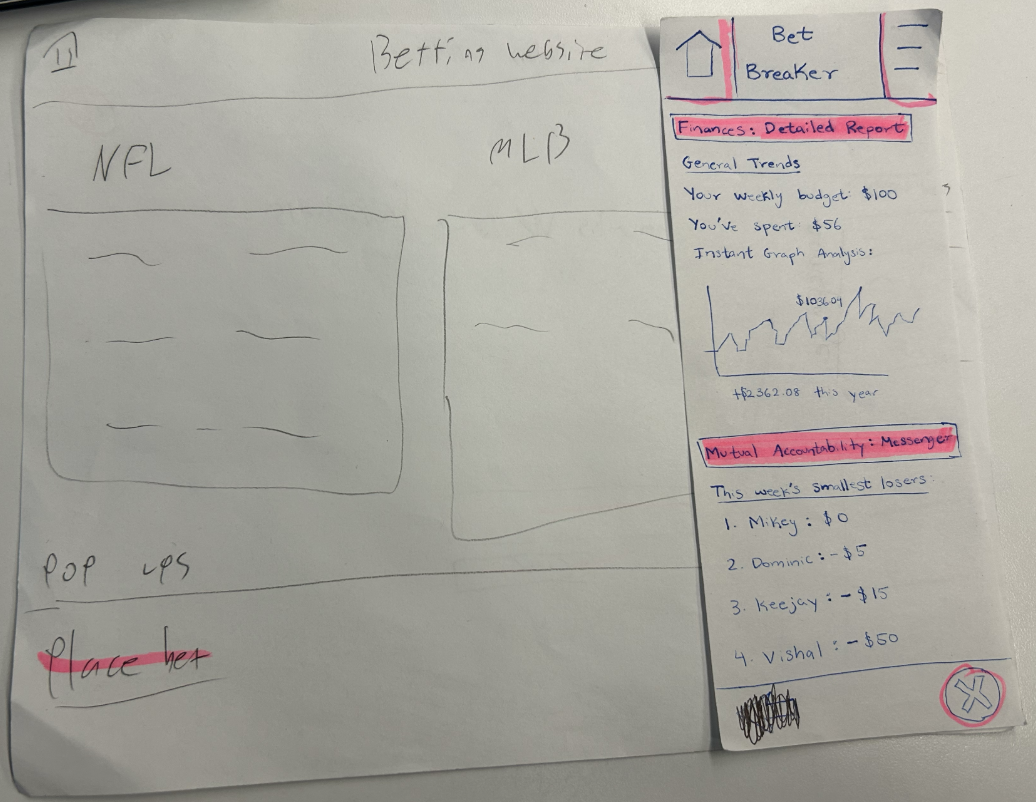 Betting website
NFL
MLB
POP ups
Place bet
Bet
Breaker
Finances: Detailed Report
General Trends
Your weekly budget: $100
You've spent: $56
Instant Graph Analysis:
+$2362.08 this year
Mutual Accountability: Messenger
This week's smallest losers:
1. Mikey: $0
2. Dominic: -$5
3. Keejay: -$15
4. Vishal: -$50
X